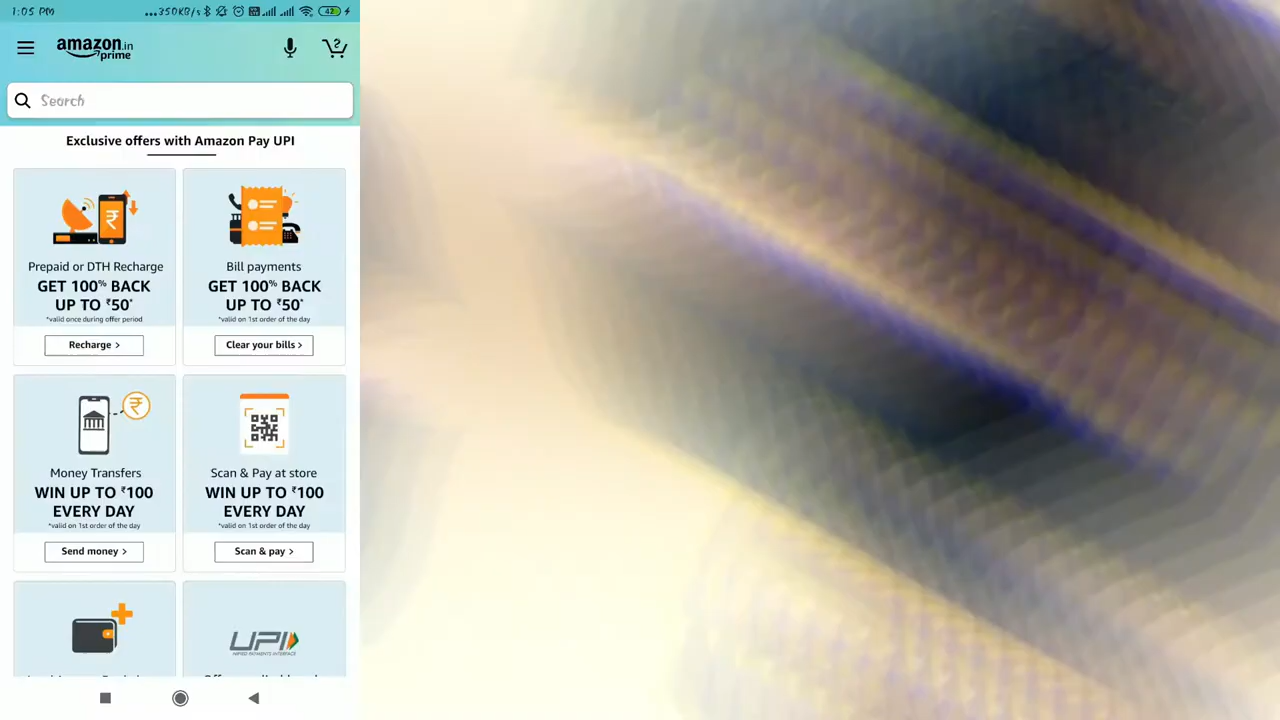 1:05 PM
...350KB/s
42
amazon.in
prime
2
Search
Exclusive offers with Amazon Pay UPI
Prepaid or DTH Recharge
GET 100% BACK
UP TO ₹50*
*valid once during offer period
Recharge >
Bill payments
GET 100% BACK
UP TO ₹50*
*valid on 1st order of the day
Clear your bills >
Money Transfers
WIN UP TO ₹100
EVERY DAY
*valid on 1st order of the day
Send money >
Scan & Pay at store
WIN UP TO ₹100
EVERY DAY
*valid on 1st order of the day
Scan & pay >
UPI
UNIFIED PAYMENTS INTERFACE